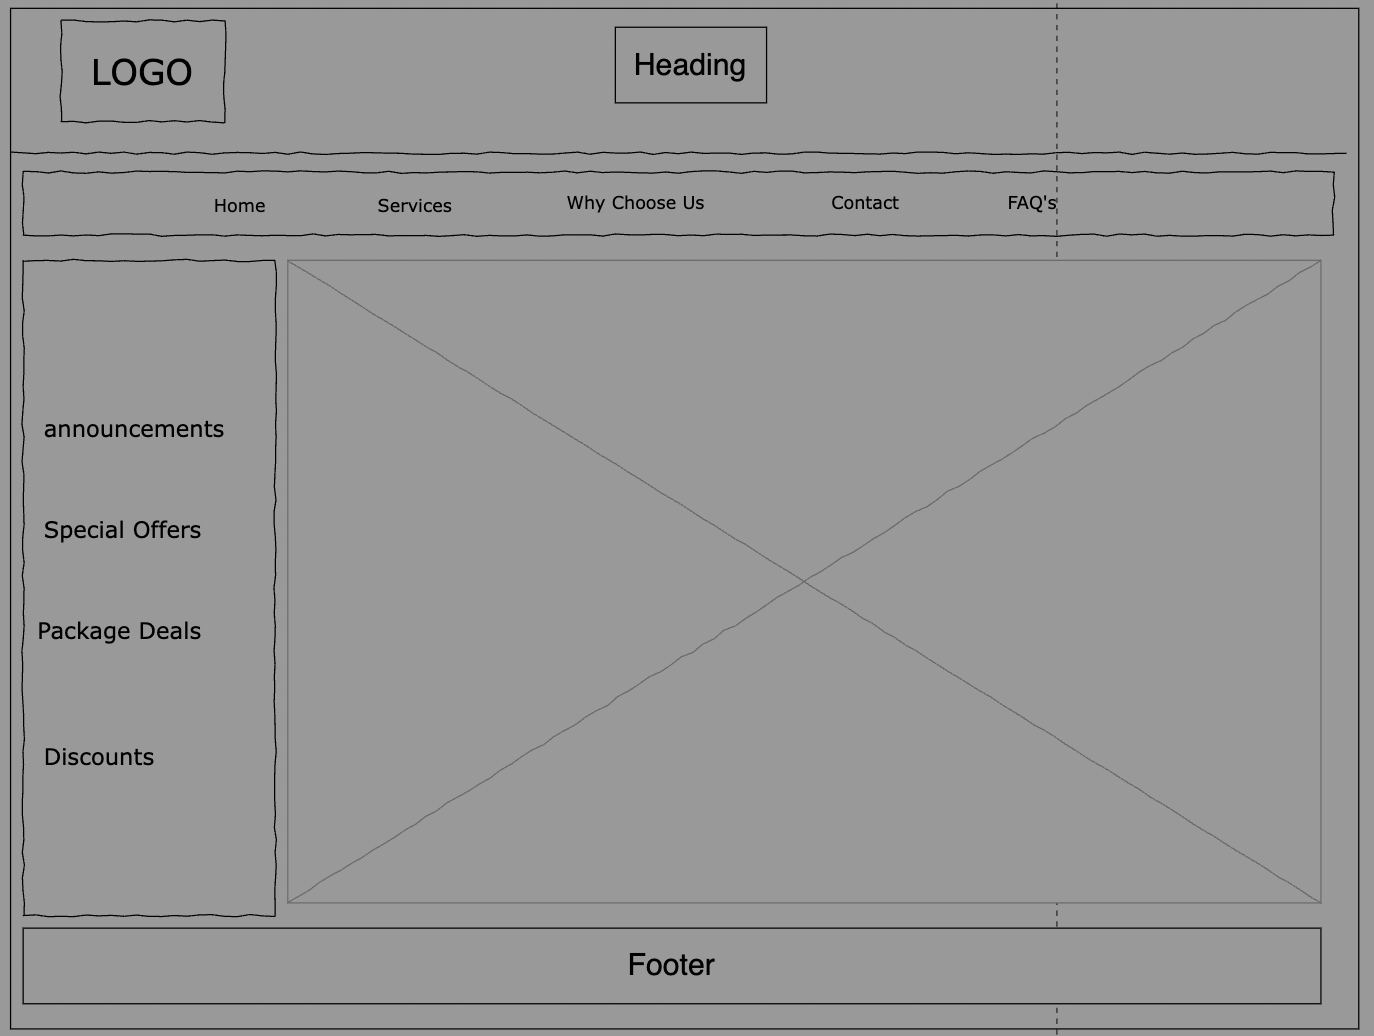 LOGO
Heading
Home
Services
Why Choose Us
Contact
FAQ's
announcements
Special Offers
Package Deals
Discounts
Footer